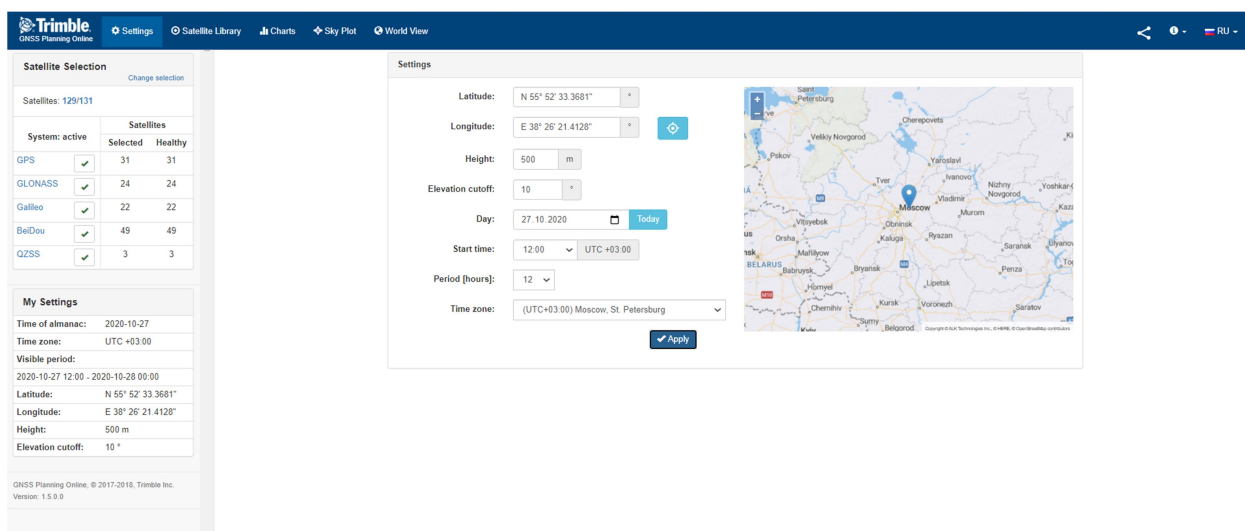 Trimble.
GNSS Planning Online
Settings
Satellite Library
Charts
Sky Plot
World View
RU
Satellite Selection
Change selection
Satellites: 129/131
System: active
Satellites
Selected Healthy
GPS 31 31
GLONASS 24 24
Galileo 22 22
BeiDou 49 49
QZSS 3 3
My Settings
Time of almanac: 2020-10-27
Time zone: UTC +03:00
Visible period:
2020-10-27 12:00 - 2020-10-28 00:00
Latitude: N 55° 52' 33.3681"
Longitude: E 38° 26' 21.4128"
Height: 500 m
Elevation cutoff: 10 °
GNSS Planning Online, © 2017-2018, Trimble Inc.
Version: 1.5.0.0
Settings
Latitude: N 55° 52' 33.3681" °
Longitude: E 38° 26' 21.4128" °
Height: 500 m
Elevation cutoff: 10 °
Day: 27.10.2020 Today
Start time: 12:00 UTC +03:00
Period [hours]: 12
Time zone: (UTC+03:00) Moscow, St. Petersburg
Apply
+
−
Saint
Petersburg
Cherepovets
Velikiy Novgorod
Pskov
Yaroslavl
Ivanovo
Tver
Nizhny
Novgorod
Yoshkar-
Vladimir
Moscow
Murom
Vitsyebsk
Obninsk
Orsha
Kaluga
Ryazan
Saransk
Mahilyow
BELARUS
Babruysk
Bryansk
Penza
Homyel
Lipetsk
Chernihiv
Kursk
Voronezh
Saratov
Sumy
Belgorod
Copyright © ALK Technologies Inc., © HERE, © OpenStreetMap contributors